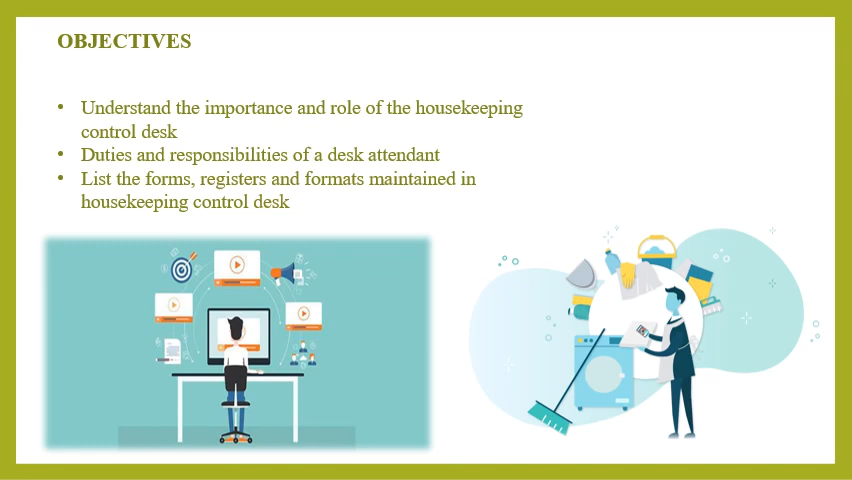 OBJECTIVES
• Understand the importance and role of the housekeeping
control desk
• Duties and responsibilities of a desk attendant
• List the forms, registers and formats maintained in
housekeeping control desk